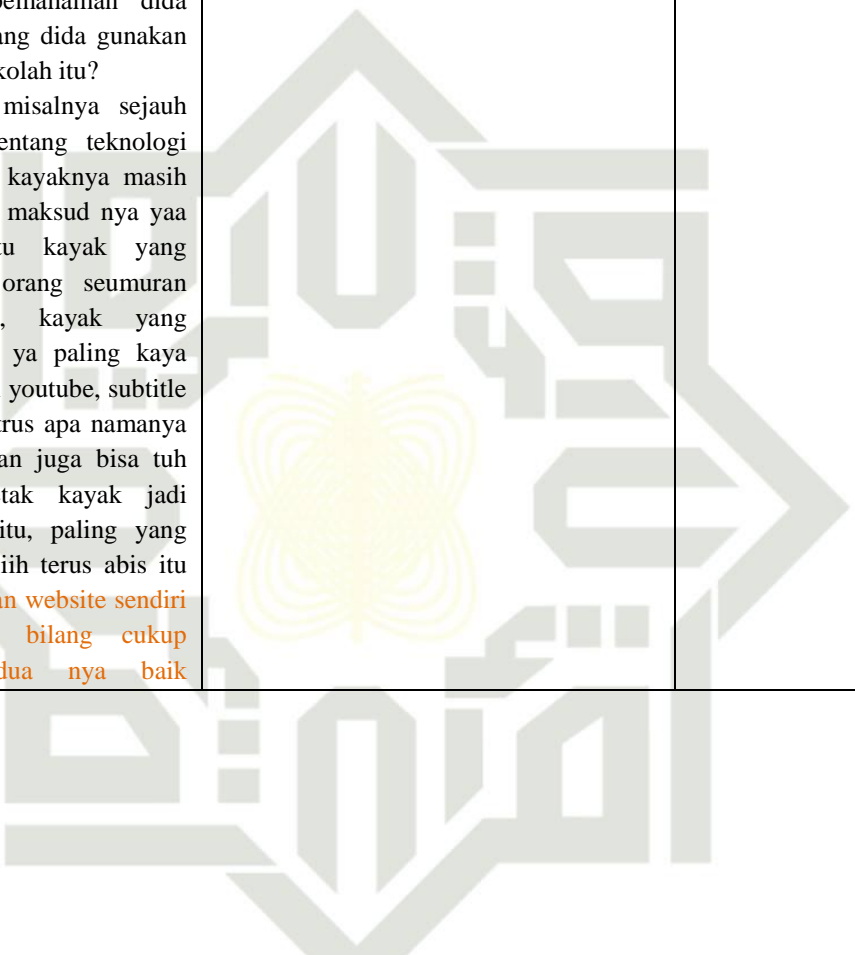 pemahaman dida
ang dida gunakan
kolah itu?
misalnya sejauh
entang teknologi
kayaknya masih
maksud nya yaa
u kayak yang
orang seumuran
, kayak yang
ya paling kaya
youtube, subtitle
trus apa namanya
an juga bisa tuh
tak kayak jadi
itu, paling yang
iih terus abis itu
an website sendiri
bilang cukup
dua nya baik